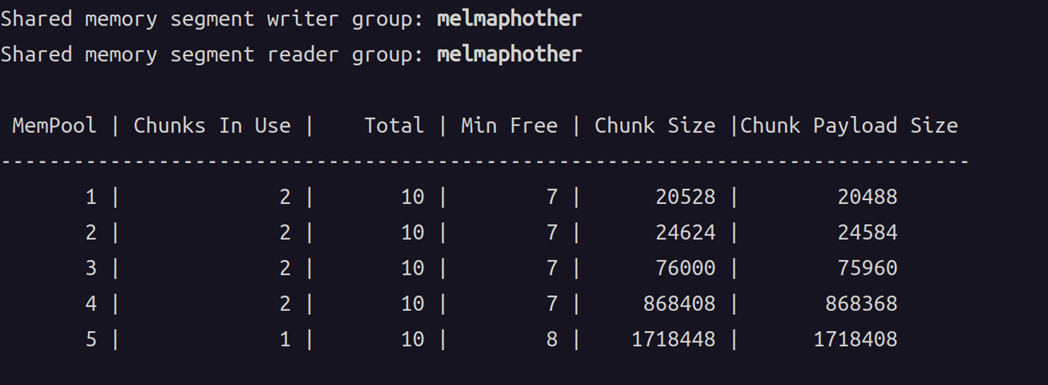 Shared memory segment writer group: melmaphother
Shared memory segment reader group: melmaphother
MemPool | Chunks In Use | Total | Min Free | Chunk Size |Chunk Payload Size
--------------------------------------------------------------------------------
1 | 2 | 10 | 7 | 20528 | 20488
2 | 2 | 10 | 7 | 24624 | 24584
3 | 2 | 10 | 7 | 76000 | 75960
4 | 2 | 10 | 7 | 868408 | 868368
5 | 1 | 10 | 8 | 1718448 | 1718408